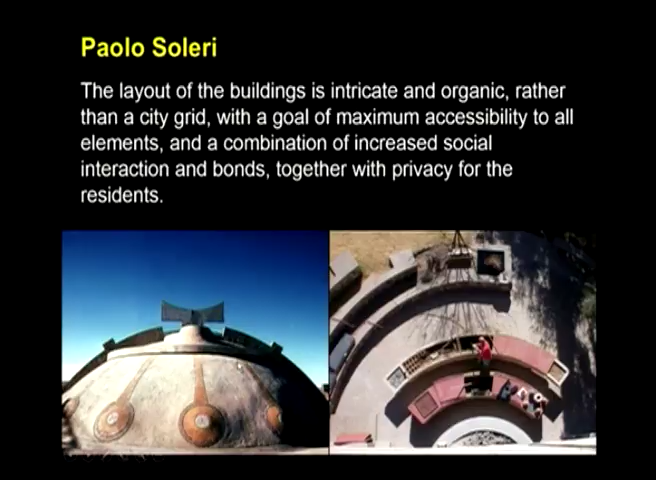 Paolo Soleri
The layout of the buildings is intricate and organic, rather
than a city grid, with a goal of maximum accessibility to all
elements, and a combination of increased social
interaction and bonds, together with privacy for the
residents.